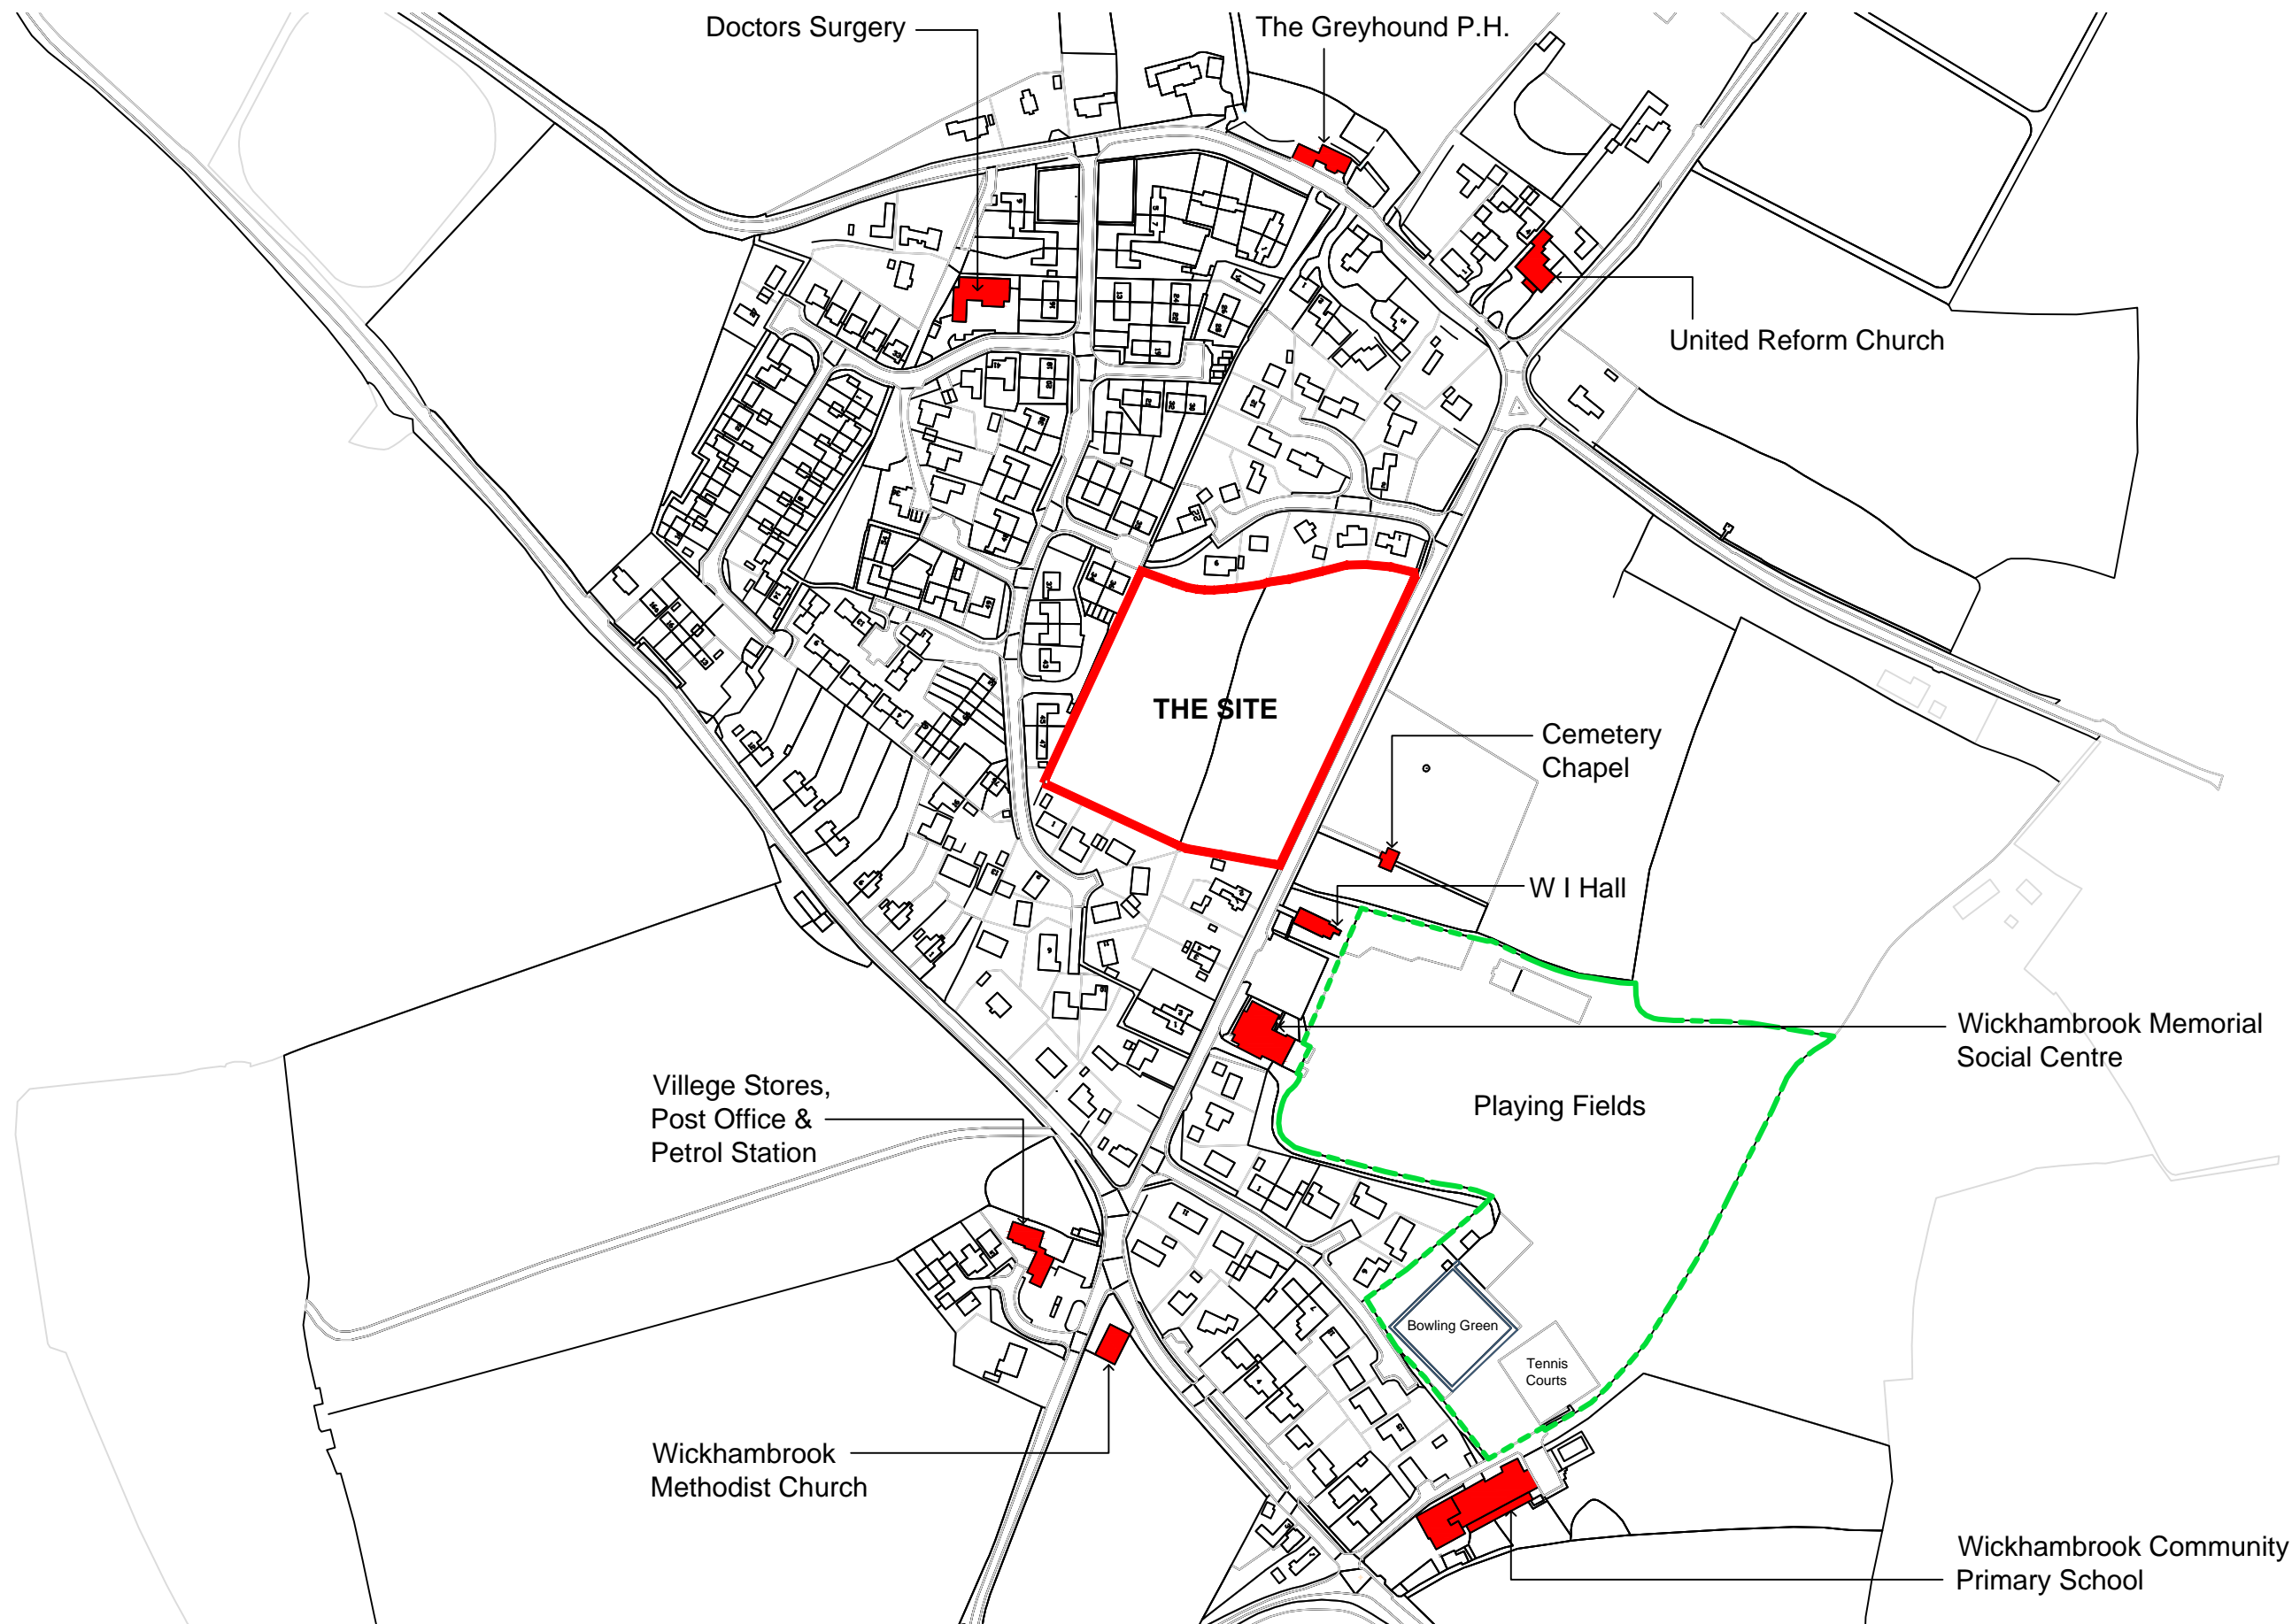 Doctors Surgery
The Greyhound P.H.
United Reform Church
THE SITE
Cemetery
Chapel
W I Hall
Wickhambrook Memorial
Social Centre
Villege Stores,
Post Office &
Petrol Station
Playing Fields
Bowling Green
Tennis
Courts
Wickhambrook
Methodist Church
Wickhambrook Community
Primary School